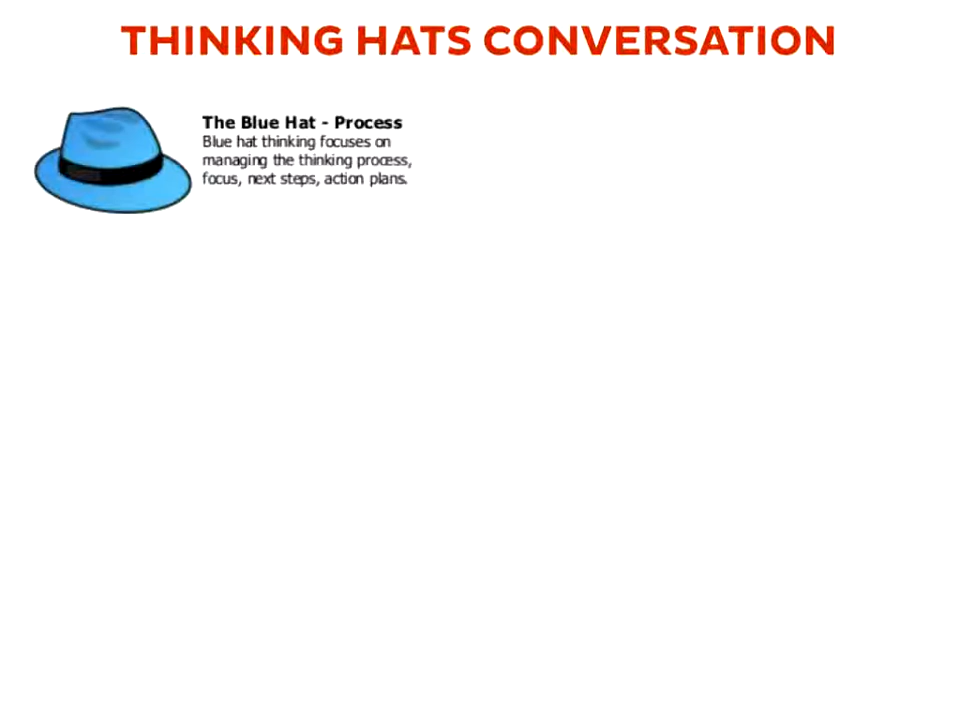 THINKING HATS CONVERSATION
The Blue Hat - Process
Blue hat thinking focuses on
managing the thinking process,
focus, next steps, action plans.